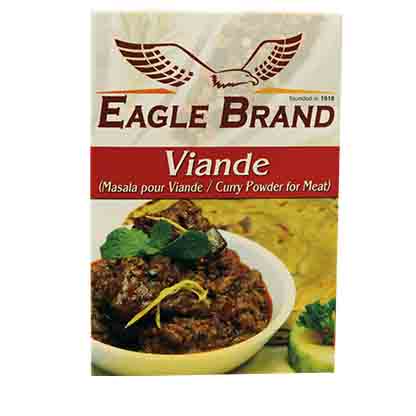 founded in 1918
EAGLE BRAND
Viande
(Masala pour Viande / Curry Powder for Meat)